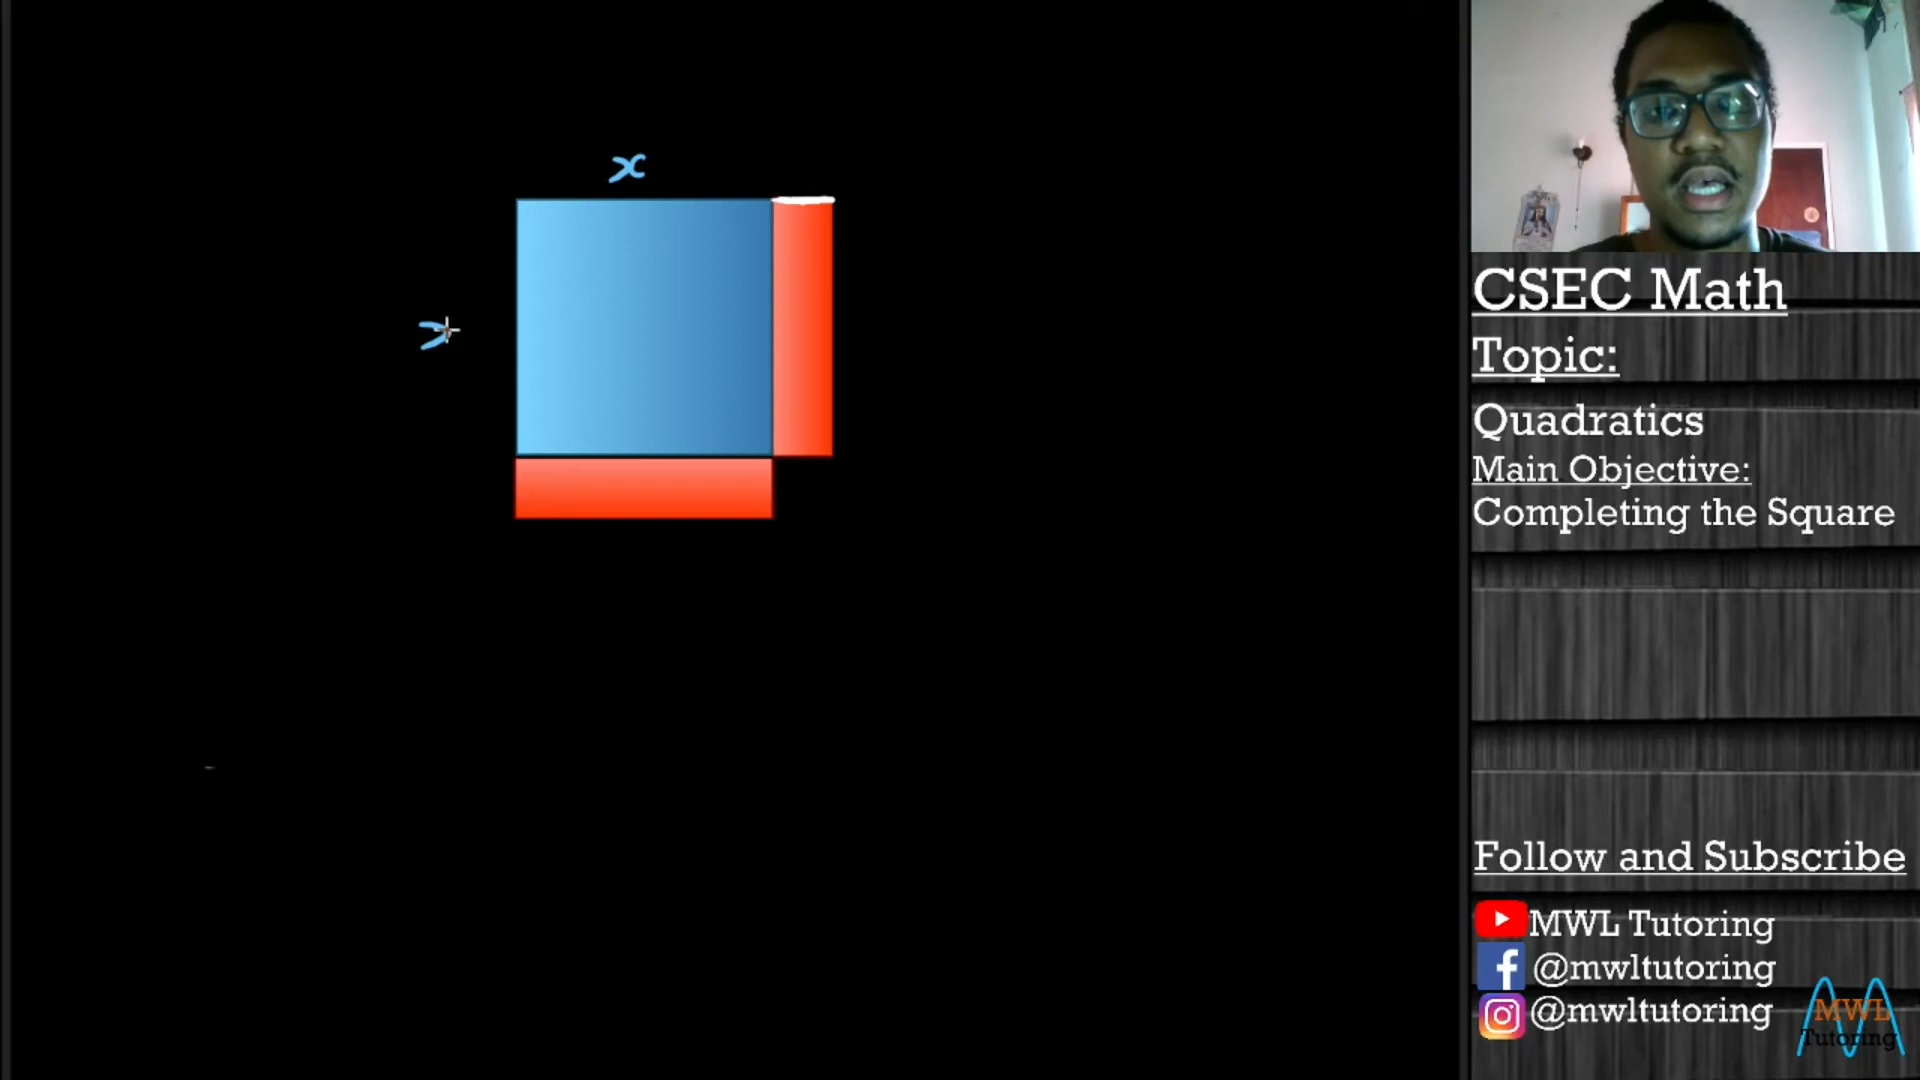 x
CSEC Math
Topic:
Quadratics
Main Objective:
Completing the Square
Follow and Subscribe
MWL Tutoring
@mwltutoring
@mwltutoring
MWL
Tutoring